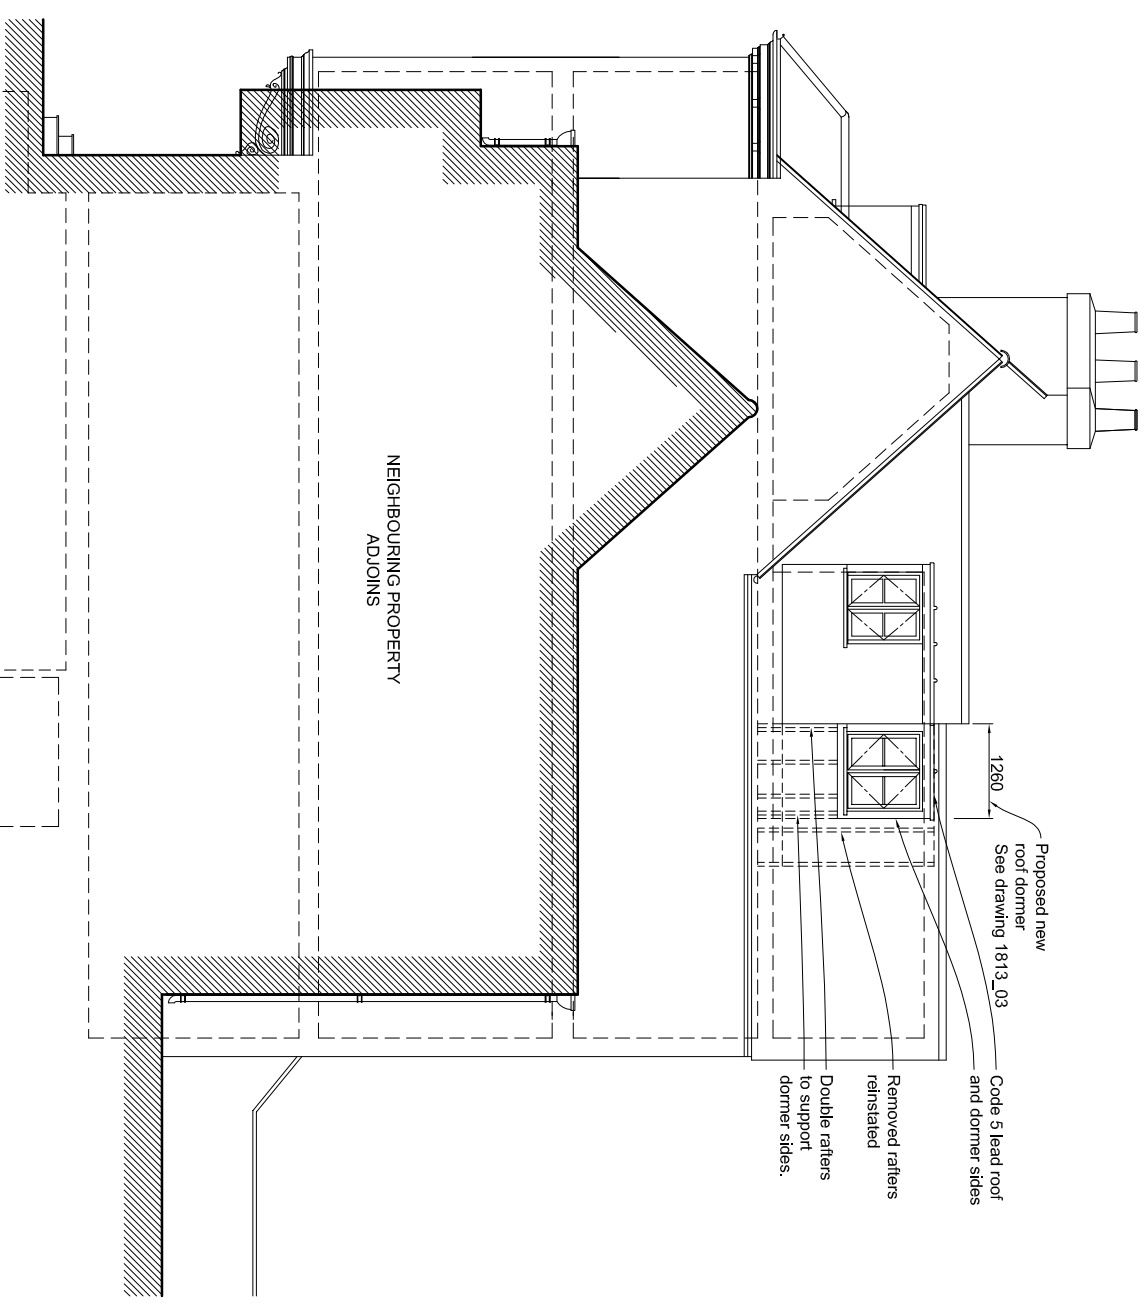 Proposed new
roof dormer
See drawing 1813_03
1260
Code 5 lead roof
and dormer sides
Removed rafters
reinstated
Double rafters
to support
dormer sides.
NEIGHBOURING PROPERTY
ADJOINS